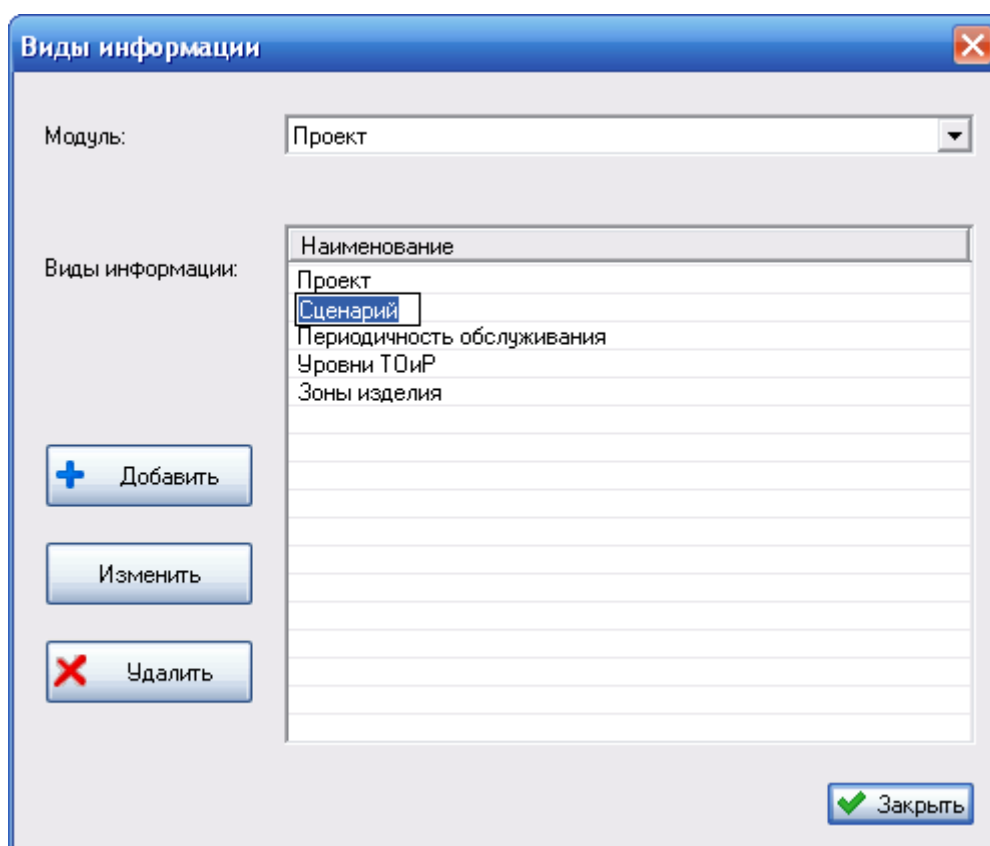 Виды информации
Модуль:
Проект
Виды информации:
Наименование
Проект
Сценарий
Периодичность обслуживания
Уровни ТОиР
Зоны изделия
Добавить
Изменить
Удалить
Закрыть